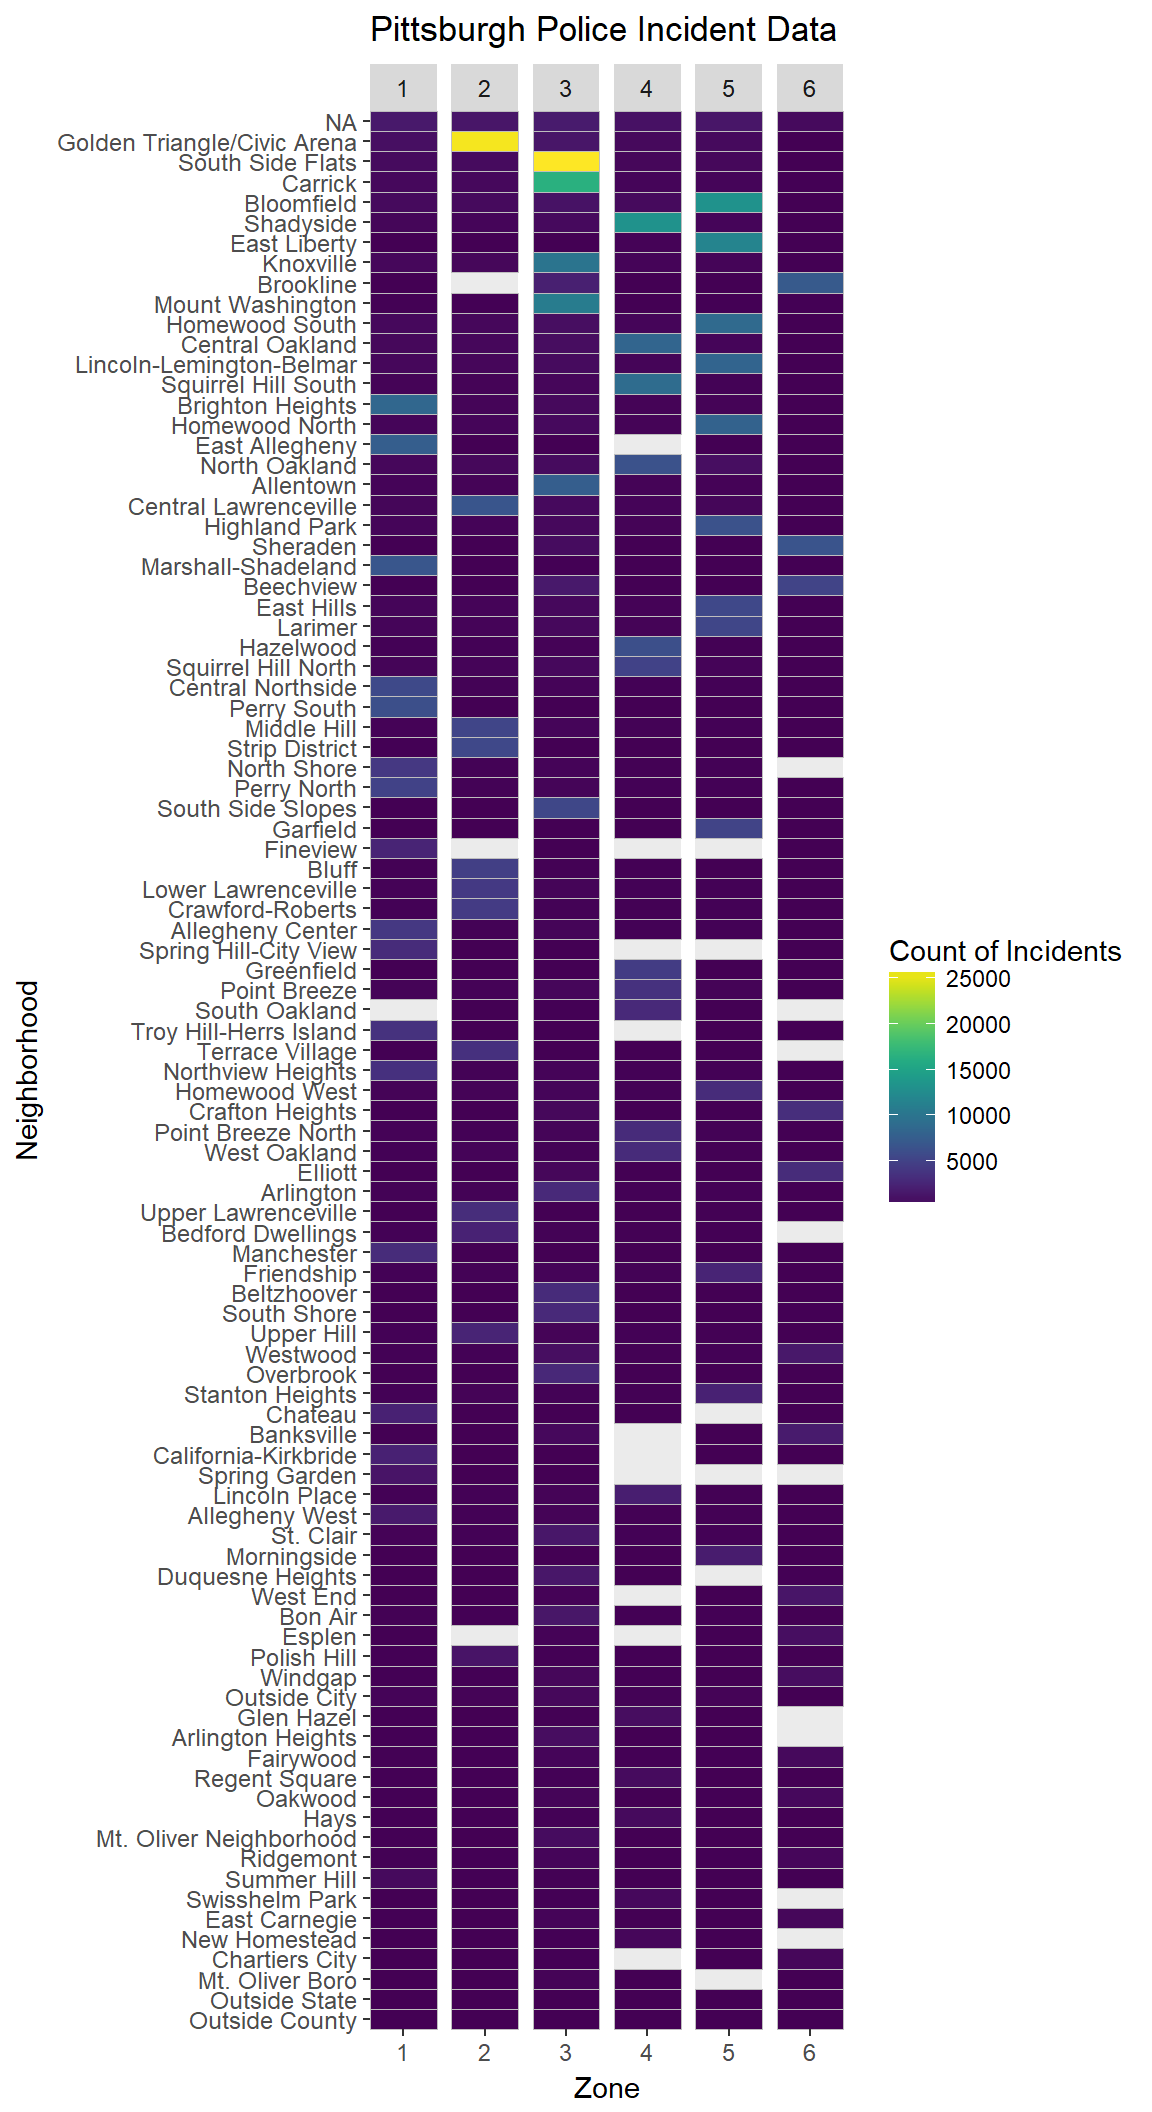 Pittsburgh Police Incident Data
1 2 3 4 5 6
NA
Golden Triangle/Civic Arena
South Side Flats
Carrick
Bloomfield
Shadyside
East Liberty
Knoxville
Brookline
Mount Washington
Homewood South
Central Oakland
Lincoln-Lemington-Belmar
Squirrel Hill South
Brighton Heights
Homewood North
East Allegheny
North Oakland
Allentown
Central Lawrenceville
Highland Park
Sheraden
Marshall-Shadeland
Beechview
East Hills
Larimer
Hazelwood
Squirrel Hill North
Central Northside
Perry South
Middle Hill
Strip District
North Shore
Perry North
South Side Slopes
Garfield
Fineview
Bluff
Lower Lawrenceville
Crawford-Roberts
Allegheny Center
Spring Hill-City View
Greenfield
Point Breeze
South Oakland
Troy Hill-Herrs Island
Terrace Village
Northview Heights
Homewood West
Crafton Heights
Point Breeze North
West Oakland
Elliott
Arlington
Upper Lawrenceville
Bedford Dwellings
Manchester
Friendship
Beltzhoover
South Shore
Upper Hill
Westwood
Overbrook
Stanton Heights
Chateau
Banksville
California-Kirkbride
Spring Garden
Lincoln Place
Allegheny West
St. Clair
Morningside
Duquesne Heights
West End
Bon Air
Esplen
Polish Hill
Windgap
Outside City
Glen Hazel
Arlington Heights
Fairywood
Regent Square
Oakwood
Hays
Mt. Oliver Neighborhood
Ridgemont
Summer Hill
Swisshelm Park
East Carnegie
New Homestead
Chartiers City
Mt. Oliver Boro
Outside State
Outside County
1 2 3 4 5 6
Zone
Neighborhood
Count of Incidents
25000
20000
15000
10000
5000